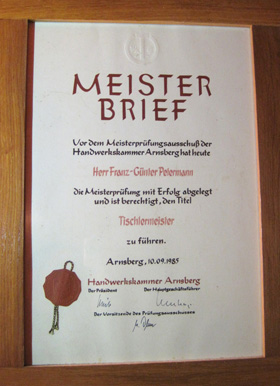 MEISTER
BRIEF
Vor dem Meisterprüfungsausschuß der
Handwerkskammer Arnsberg hat heute
Herr Franz-Günter Petermann
die Meisterprüfung mit Erfolg abgelegt
und ist berechtigt, den Titel
Tischlermeister
zu führen.
Arnsberg, 10.09.1985
Handwerkskammer Arnsberg
Der Präsident Der Hauptgeschäftsführer
Der Vorsitzende des Prüfungsausschusses